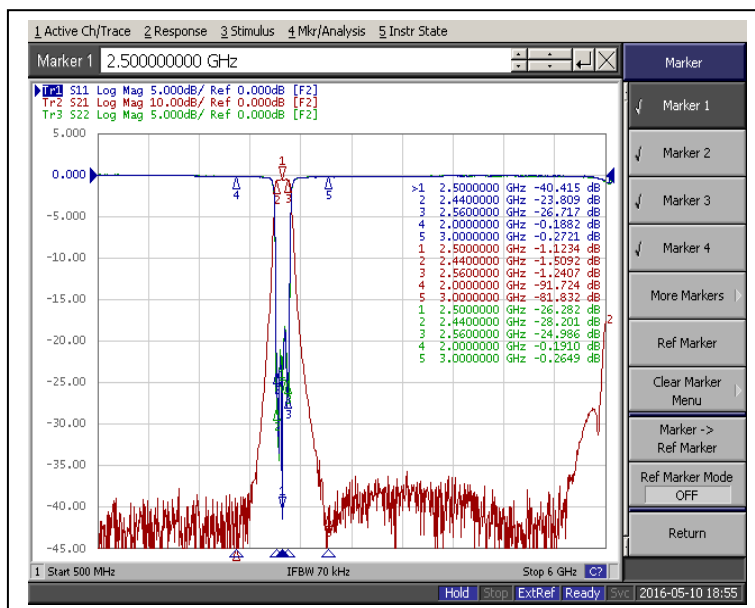 1 Active Ch/Trace 2 Response 3 Stimulus 4 Mkr/Analysis 5 Instr State
Marker 1 2.500000000 GHz
Marker
Tr1 S11 Log Mag 5.000dB/ Ref 0.000dB [F2]
Tr2 S21 Log Mag 10.00dB/ Ref 0.000dB [F2]
Tr3 S22 Log Mag 5.000dB/ Ref 0.000dB [F2]
5.000
0.000
-5.000
-10.00
-15.00
-20.00
-25.00
-30.00
-35.00
-40.00
-45.00
>1 2.5000000 GHz -40.415 dB
2 2.4400000 GHz -23.809 dB
3 2.5600000 GHz -26.717 dB
4 2.0000000 GHz -0.1882 dB
5 3.0000000 GHz -0.2721 dB
1 2.5000000 GHz -1.1234 dB
2 2.4400000 GHz -1.5092 dB
3 2.5600000 GHz -1.2407 dB
4 2.0000000 GHz -91.724 dB
5 3.0000000 GHz -81.832 dB
1 2.5000000 GHz -26.282 dB
2 2.4400000 GHz -28.201 dB
3 2.5600000 GHz -24.986 dB
4 2.0000000 GHz -0.1910 dB
5 3.0000000 GHz -0.2649 dB
1
2
3
4
5
3
2
Marker 1
Marker 2
Marker 3
Marker 4
More Markers
Ref Marker
Clear Marker
Menu
Marker ->
Ref Marker
Ref Marker Mode
OFF
Return
1 Start 500 MHz IFBW 70 kHz Stop 6 GHz C?
Hold Stop ExtRef Ready Svc 2016-05-10 18:55